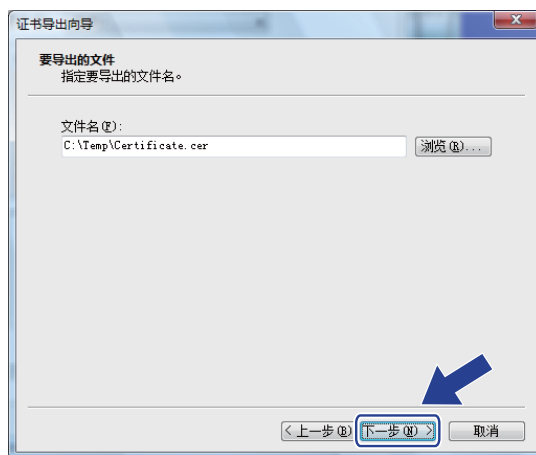 证书导出向导
要导出的文件
指定要导出的文件名。
文件名(F):
C:\Temp\Certificate.cer
浏览(R)...
<上一步(B)
下一步(N) >
取消